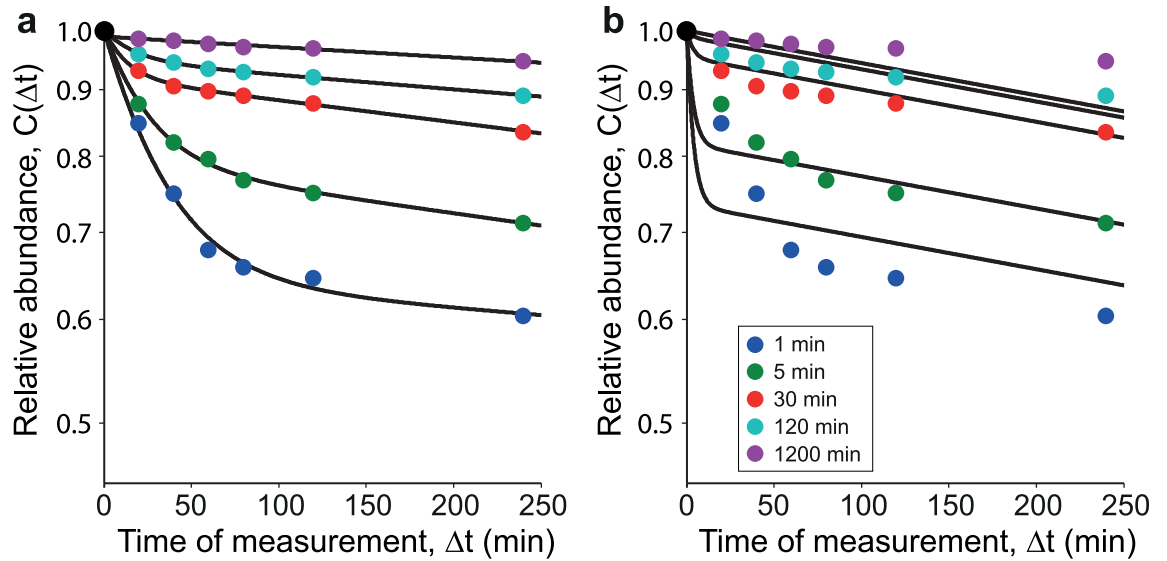 a
Relative abundance, C(Δt)
1.0
0.9
0.8
0.7
0.6
0.5
0
50
100
150
200
250
Time of measurement, Δt (min)
b
Relative abundance, C(Δt)
1.0
0.9
0.8
0.7
0.6
0.5
1 min
5 min
30 min
120 min
1200 min
0
50
100
150
200
250
Time of measurement, Δt (min)